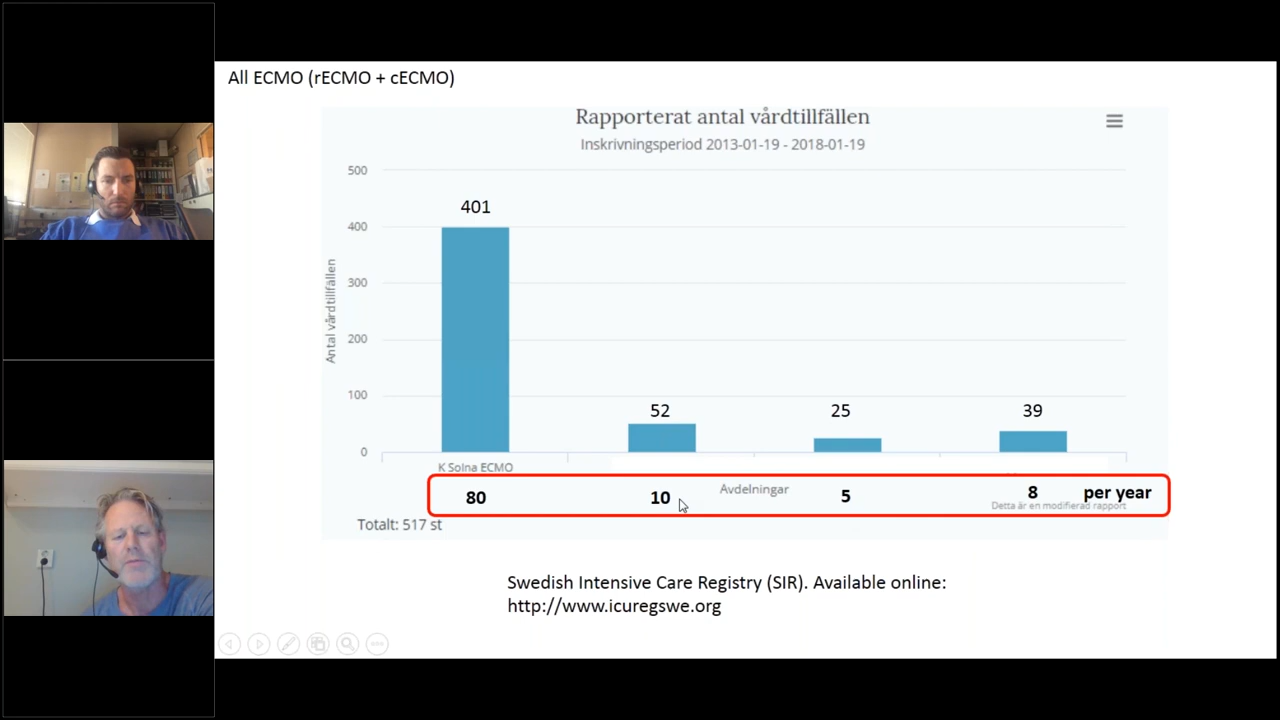 All ECMO (rECMO + cECMO)
Rapporterat antal vårdtillfällen
Inskrivningsperiod 2013-01-19 - 2018-01-19
Antal vårdtillfällen
500
400
300
200
100
0
401
52
25
39
K Solna ECMO
Avdelningar
80
10
5
8
per year
Detta är en modifierad rapport
Totalt: 517 st
Swedish Intensive Care Registry (SIR). Available online:
http://www.icuregswe.org